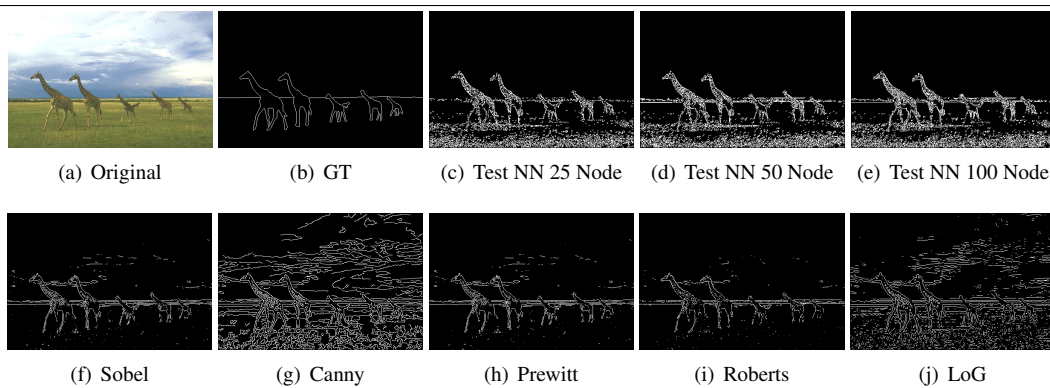 (a) Original (b) GT (c) Test NN 25 Node (d) Test NN 50 Node (e) Test NN 100 Node
(f) Sobel (g) Canny (h) Prewitt (i) Roberts (j) LoG